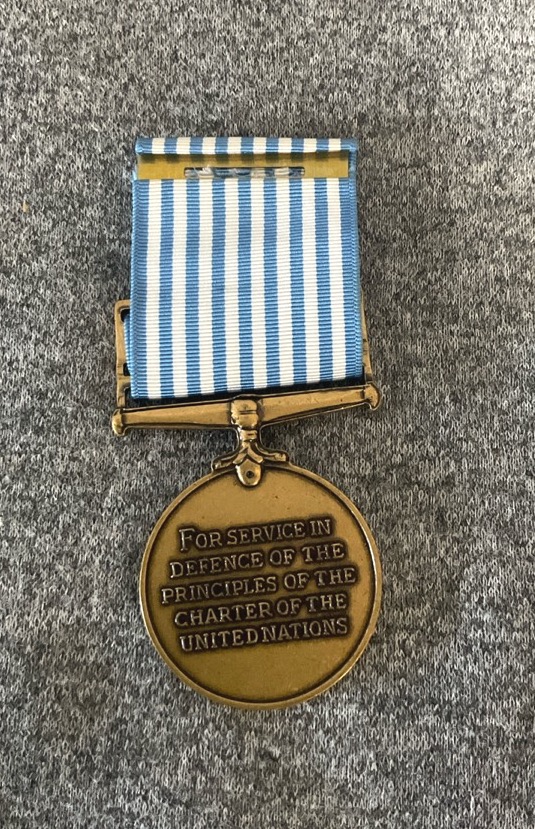 FOR SERVICE IN
DEFENCE OF THE
PRINCIPLES OF THE
CHARTER OF THE
UNITED NATIONS